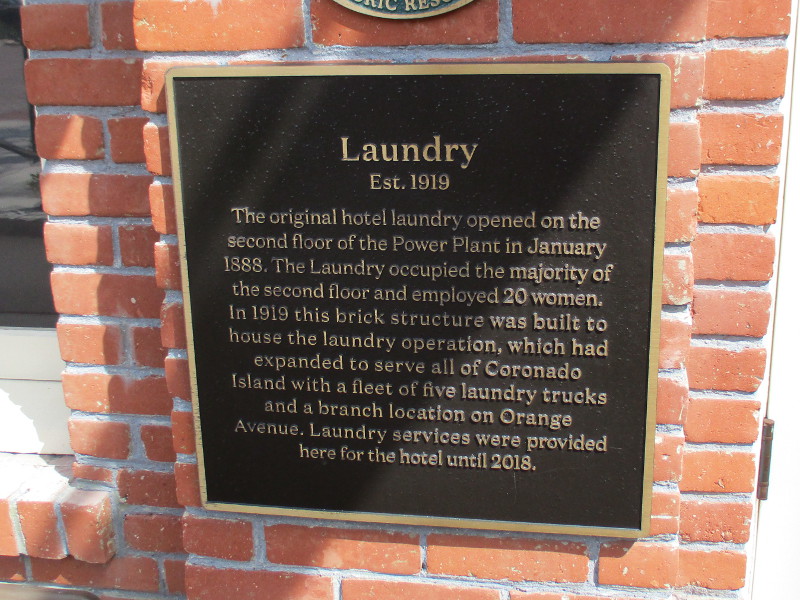 RIC RESO
Laundry
Est. 1919
The original hotel laundry opened on the
second floor of the Power Plant in January
1888. The Laundry occupied the majority of
the second floor and employed 20 women.
In 1919 this brick structure was built to
house the laundry operation, which had
expanded to serve all of Coronado
Island with a fleet of five laundry trucks
and a branch location on Orange
Avenue. Laundry services were provided
here for the hotel until 2018.